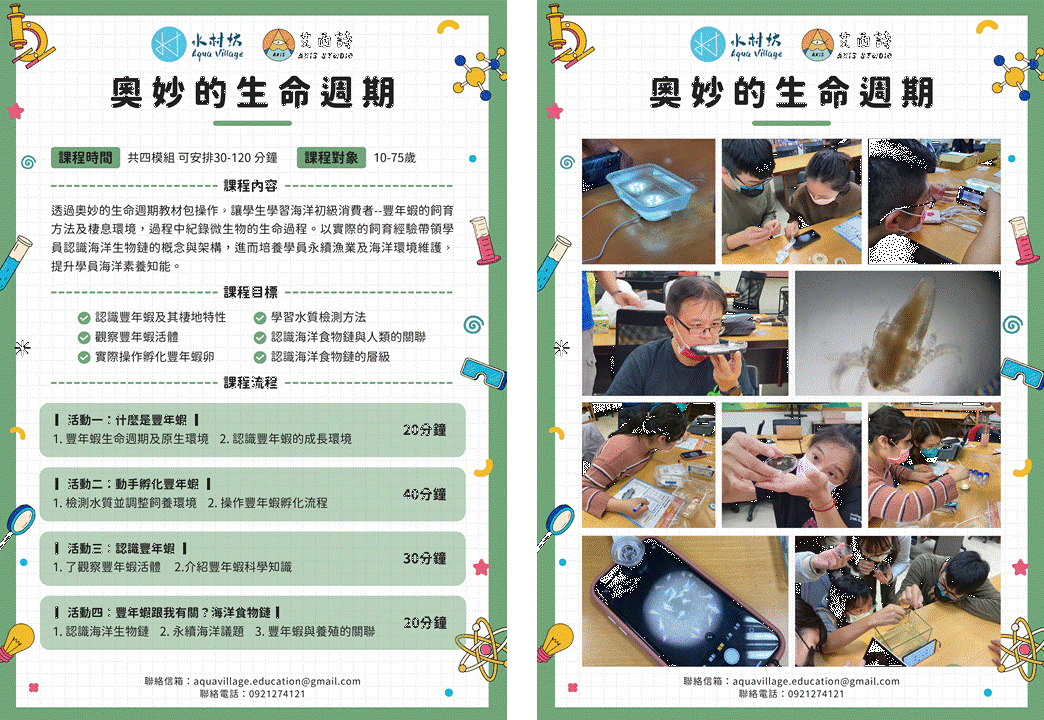 水村坊
Aqua Village
艾西詩
AXIS STUDIO
奧妙的生命週期
課程時間 共四模組 可安排30-120 分鐘 課程對象 10-75歲
課程內容
透過奧妙的生命週期教材包操作，讓學生學習海洋初級消費者--豐年蝦的飼育
方法及棲息環境，過程中紀錄微生物的生命過程。以實際的飼育經驗帶領學
員認識海洋生物鏈的概念與架構，進而培養學員永續漁業及海洋環境維護，
提升學員海洋素養知能。
課程目標
認識豐年蝦及其棲地特性 學習水質檢測方法
觀察豐年蝦活體 認識海洋食物鏈與人類的關聯
實際操作孵化豐年蝦卵 認識海洋食物鏈的層級
課程流程
活動一：什麼是豐年蝦
1. 豐年蝦生命週期及原生環境 2. 認識豐年蝦的成長環境
20分鐘
活動二：動手孵化豐年蝦
1. 檢測水質並調整飼養環境 2. 操作豐年蝦孵化流程
40分鐘
活動三：認識豐年蝦
1. 了觀察豐年蝦活體 2.介紹豐年蝦科學知識
30分鐘
活動四：豐年蝦跟我有關？海洋食物鏈
1. 認識海洋生物鏈 2. 永續海洋議題 3. 豐年蝦與養殖的關聯
20分鐘
聯絡信箱：aquavillage.education@gmail.com
聯絡電話：0921274121
水村坊
Aqua Village
艾西詩
AXIS STUDIO
奧妙的生命週期
聯絡信箱：aquavillage.education@gmail.com
聯絡電話：0921274121